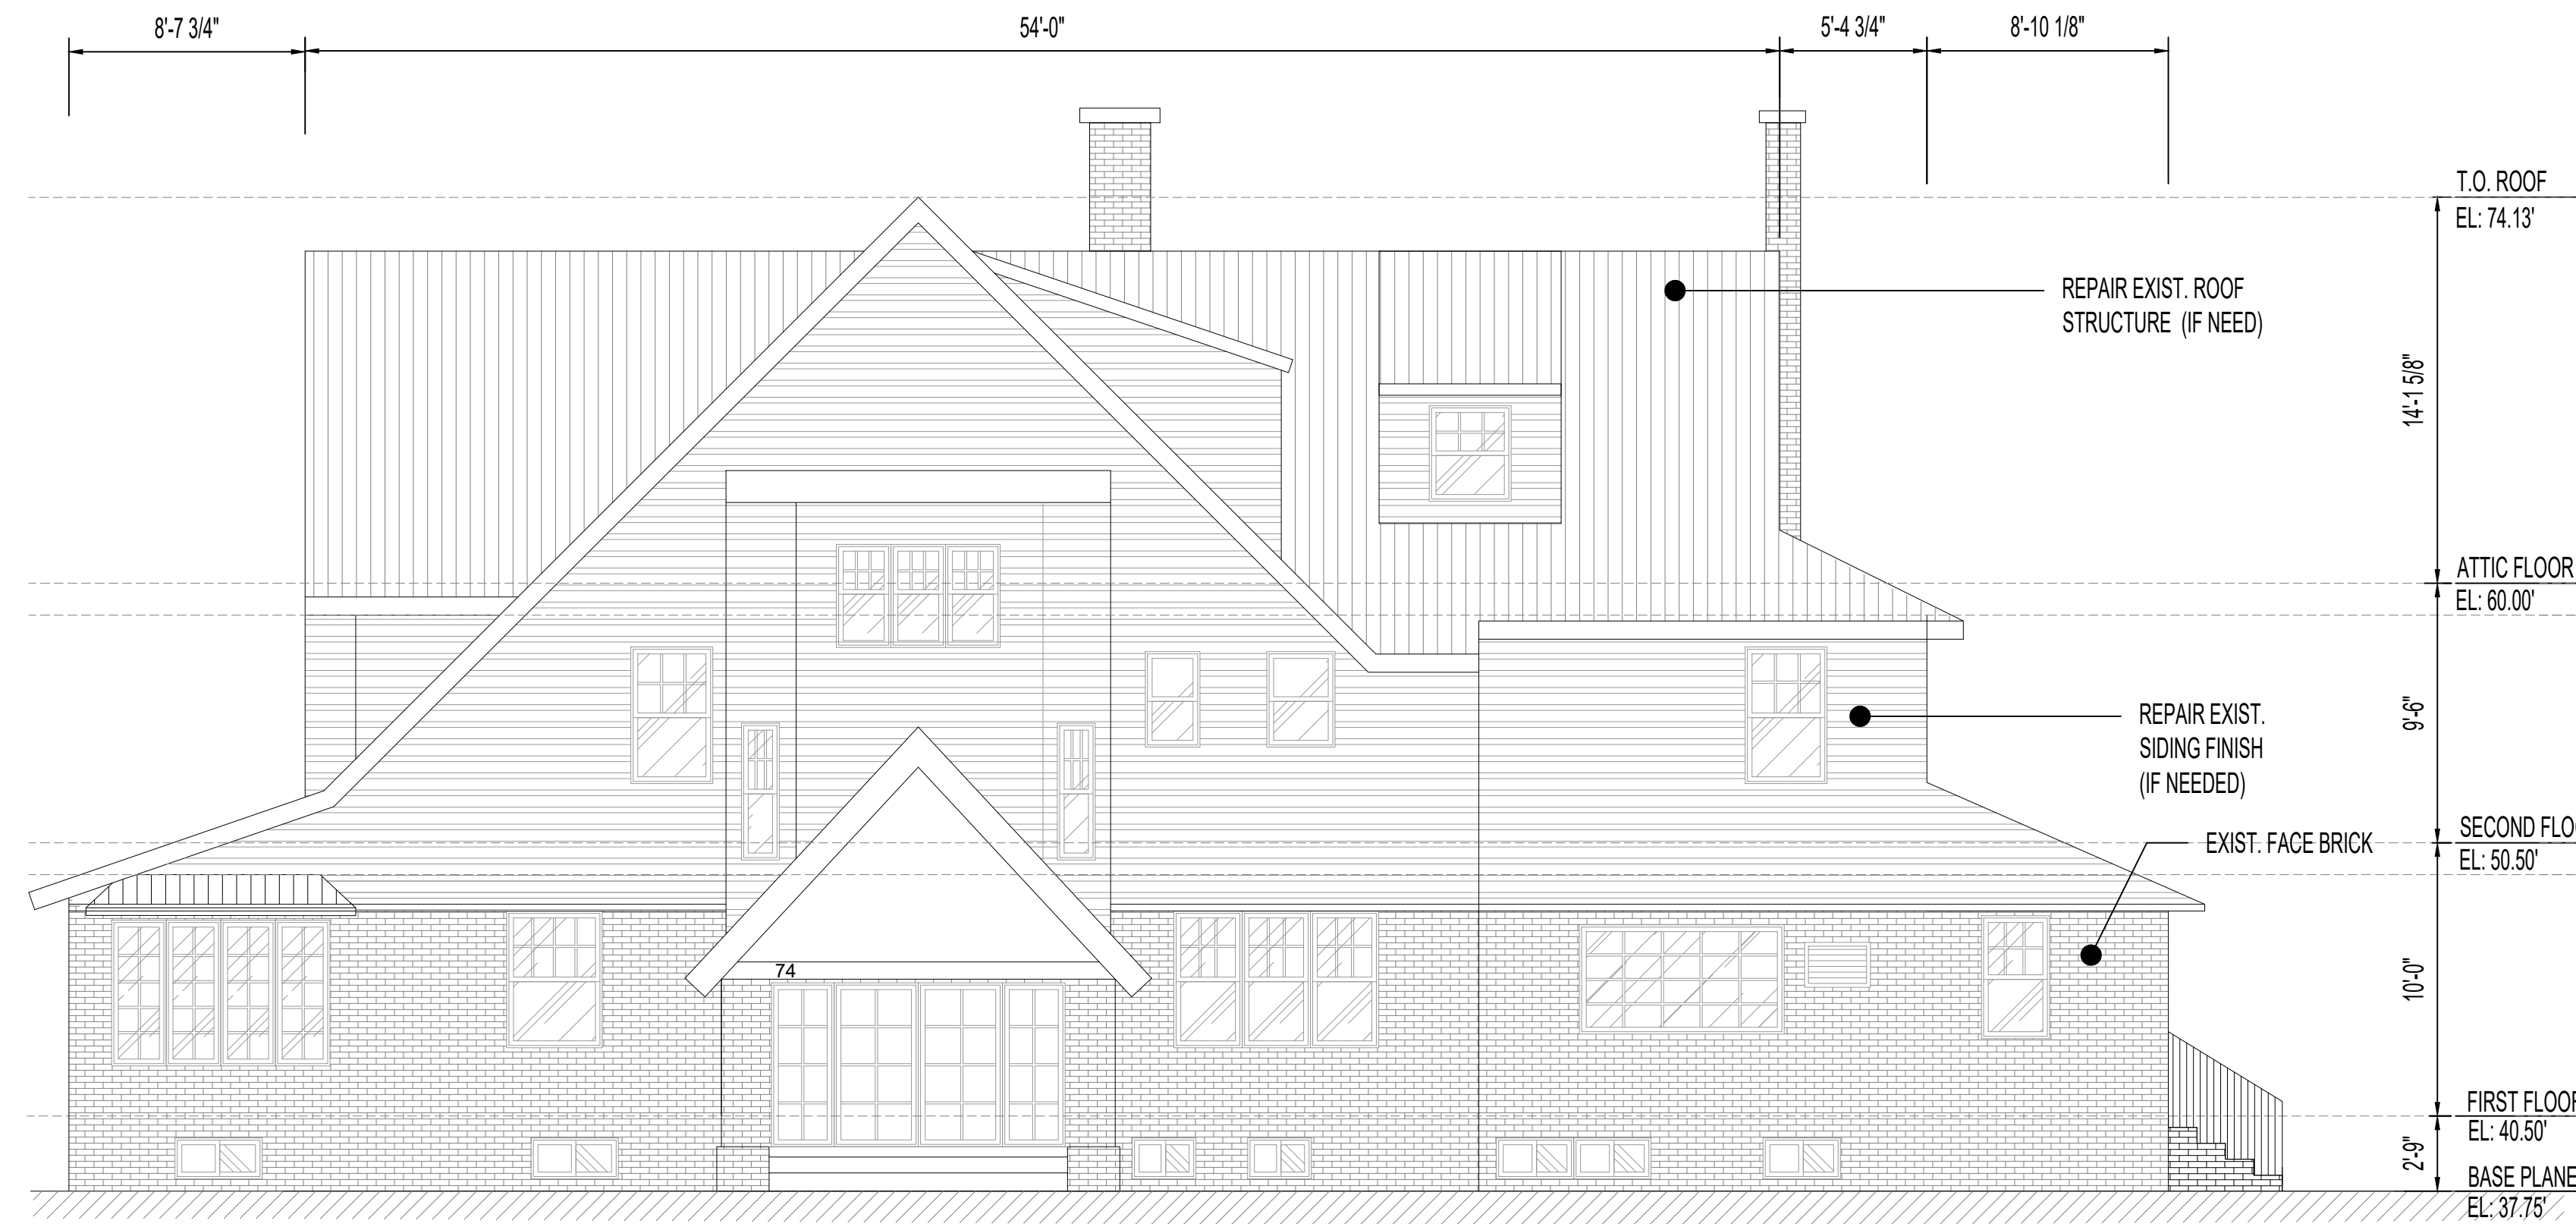 8'-7 3/4"
54'-0"
5'-4 3/4"
8'-10 1/8"
T.O. ROOF
EL: 74.13'
REPAIR EXIST. ROOF
STRUCTURE (IF NEED)
14'-1 5/8"
ATTIC FLOOR
EL: 60.00'
REPAIR EXIST.
SIDING FINISH
(IF NEEDED)
9'-6"
SECOND FLO
EL: 50.50'
EXIST. FACE BRICK
74
10'-0"
FIRST FLOOR
EL: 40.50'
2'-9"
BASE PLANE
EL: 37.75'